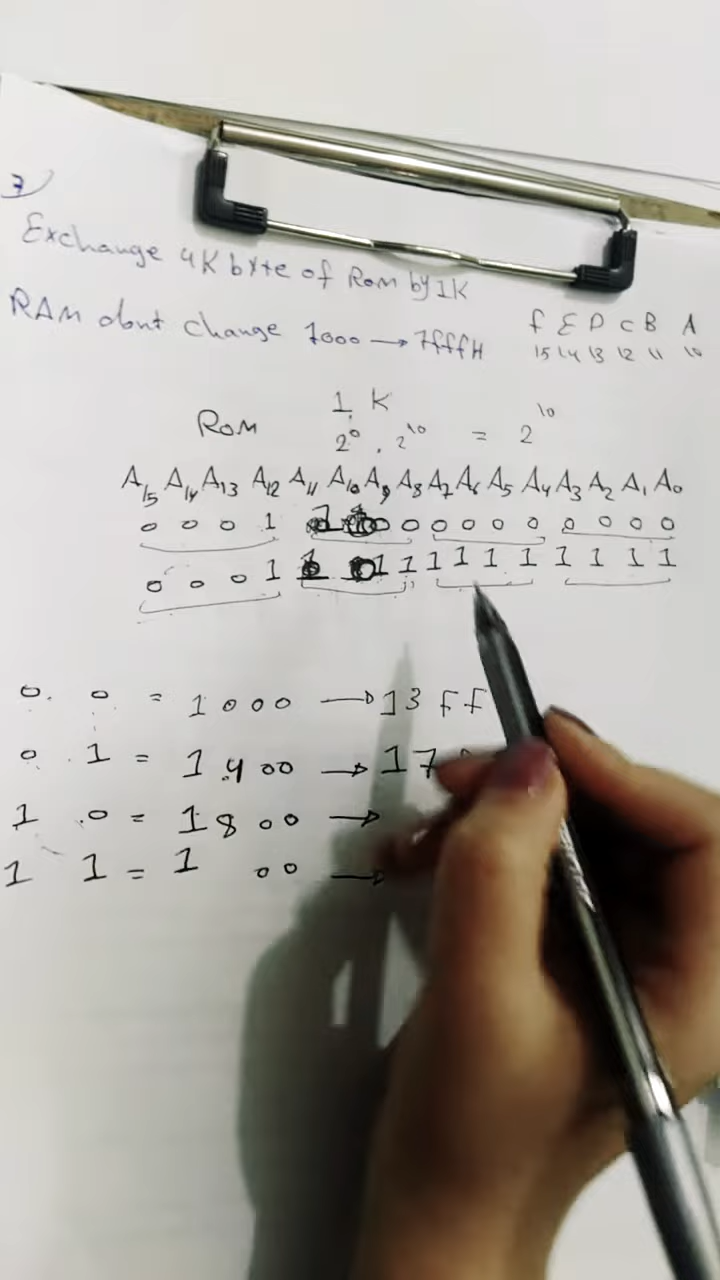 3)
Exchange 4K byte of Rom by 1K
RAM dont change 1000 → 7fffH
f E D C B A
15 14 13 12 11 10
1 K
Rom 2⁰ . 2¹⁰ = 2¹⁰
A15 A14 A13 A12 A11 A10 A9 A8 A7 A6 A5 A4 A3 A2 A1 A0
0 0 0 1 0 0 0 0 0 0 0 0 0
0 0 0 1 1 1 1 1 1 1 1 1 1 1
0 0 = 1000 → 13ff
0 1 = 1400 → 17
1 0 = 1800 →
1 1 = 1 00 →